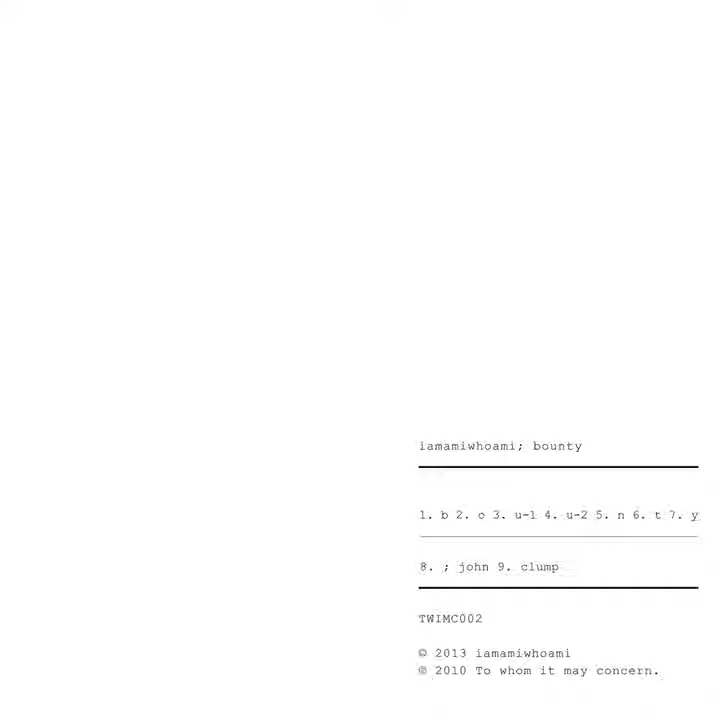 iamamiwhoami; bounty
1. b 2. o 3. u-1 4. u-2 5. n 6. t 7. y
8. ; john 9. clump
TWIMC002
© 2013 iamamiwhoami
℗ 2010 To whom it may concern.